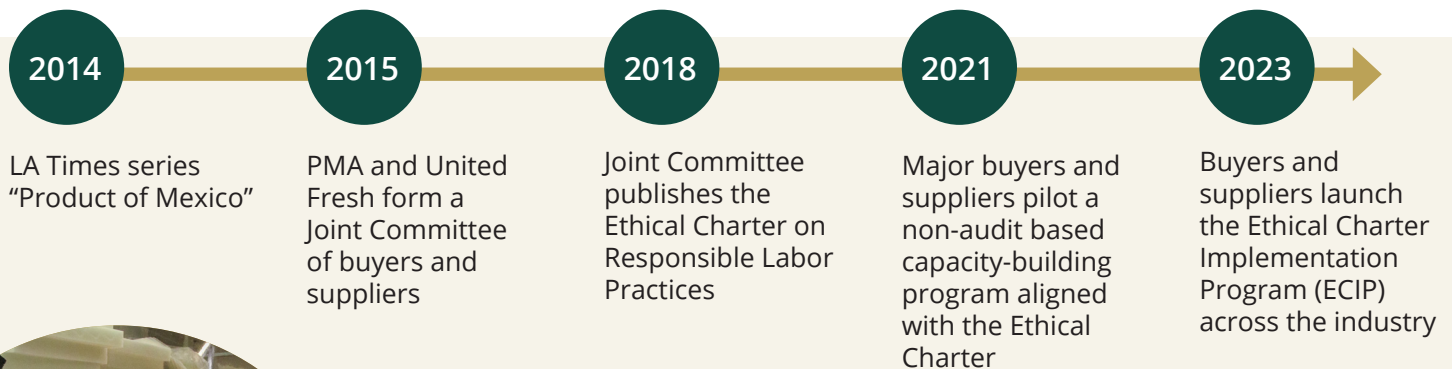 2014
LA Times series
“Product of Mexico”
2015
PMA and United
Fresh form a
Joint Committee
of buyers and
suppliers
2018
Joint Committee
publishes the
Ethical Charter on
Responsible Labor
Practices
2021
Major buyers and
suppliers pilot a
non-audit based
capacity-building
program aligned
with the Ethical
Charter
2023
Buyers and
suppliers launch
the Ethical Charter
Implementation
Program (ECIP)
across the industry